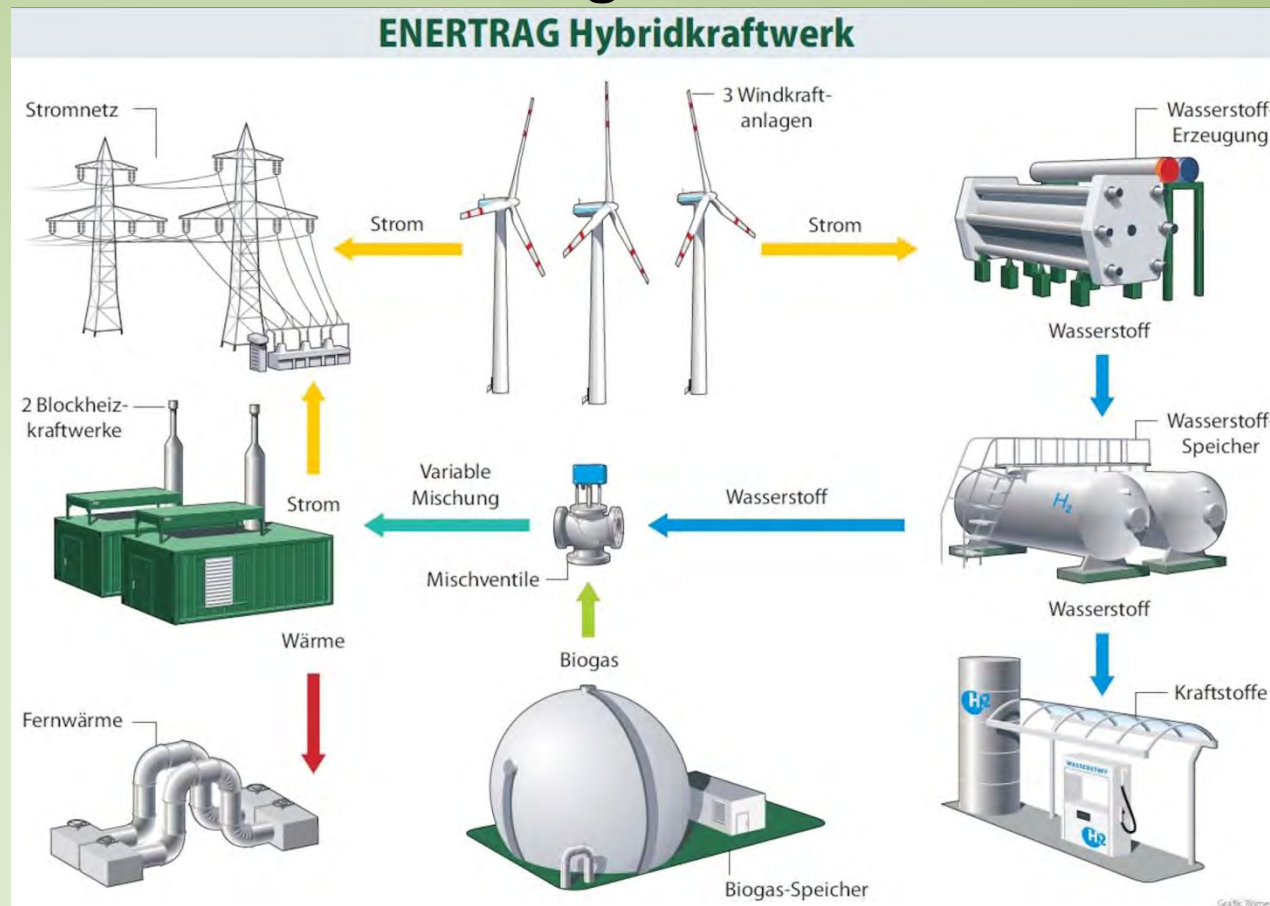 ENERTRAG Hybridkraftwerk
Stromnetz
3 Windkraft-
anlagen
Wasserstoff-
Erzeugung
Strom
Strom
Wasserstoff
2 Blockheiz-
kraftwerke
Wasserstoff-
Speicher
H₂
Variable
Mischung
Wasserstoff
Strom
Mischventile
Wasserstoff
Wärme
Biogas
Kraftstoffe
H2
Fernwärme
WASSERSTOFF
H2
Biogas-Speicher